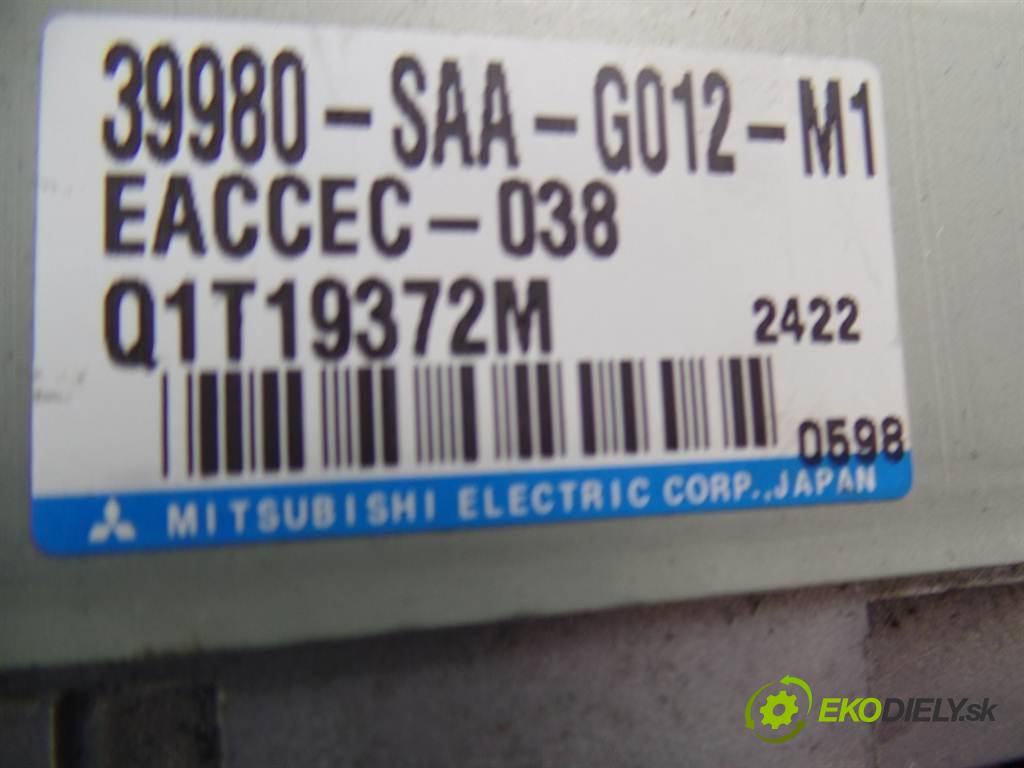 39980-SAA-G012-M1
EACCEC-038
Q1T19372M 2422
0598
MITSUBISHI ELECTRIC CORP., JAPAN
EKODIELY.sk